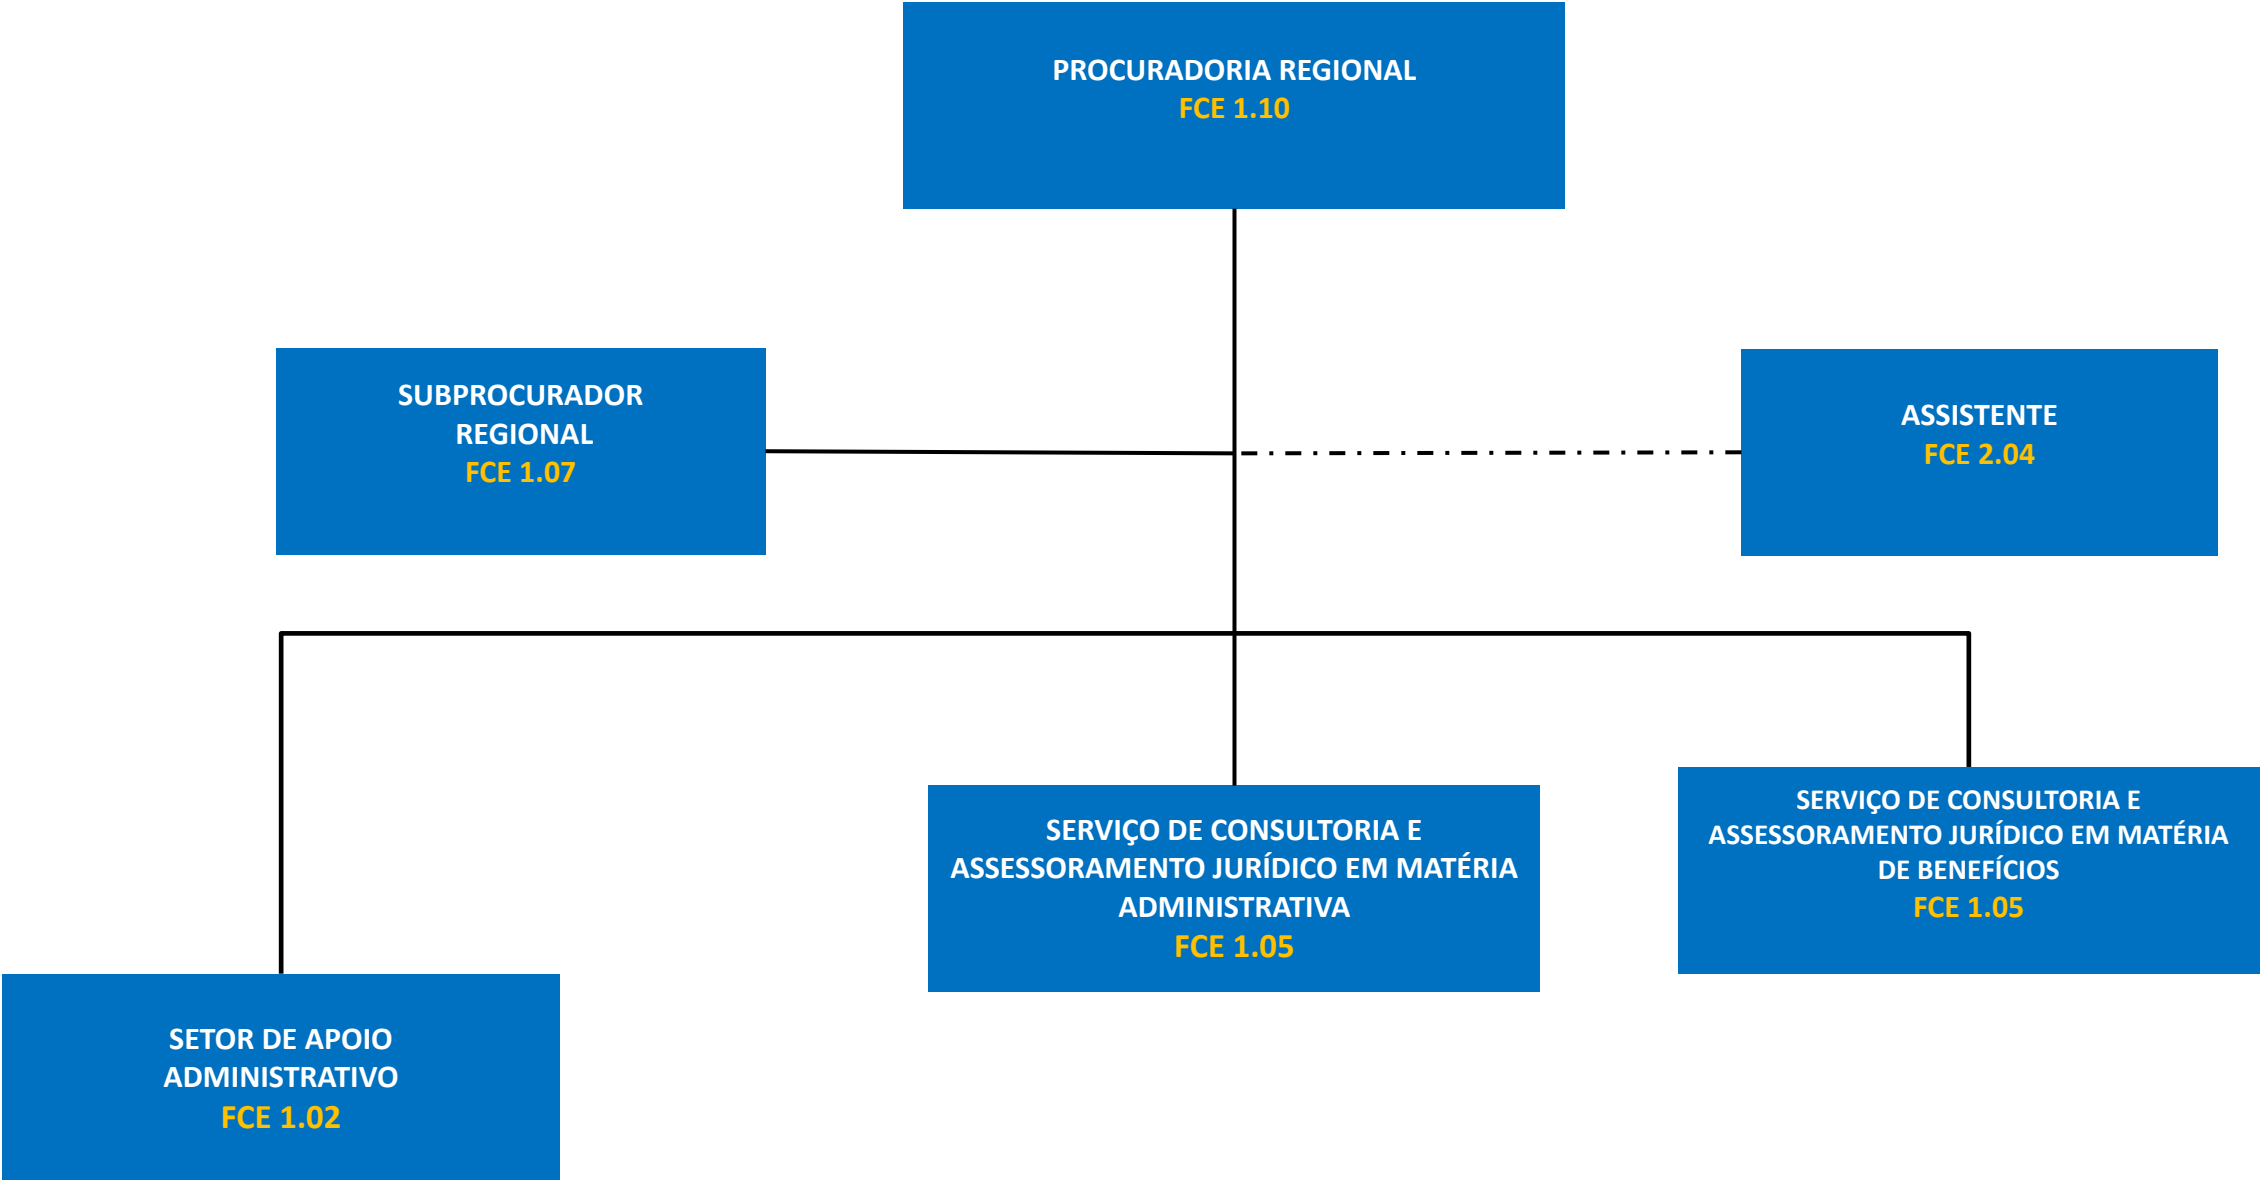 PROCURADORIA REGIONAL
FCE 1.10
SUBPROCURADOR
REGIONAL
FCE 1.07
ASSISTENTE
FCE 2.04
SERVIÇO DE CONSULTORIA E
ASSESSORAMENTO JURÍDICO EM MATÉRIA
ADMINISTRATIVA
FCE 1.05
SERVIÇO DE CONSULTORIA E
ASSESSORAMENTO JURÍDICO EM MATÉRIA
DE BENEFÍCIOS
FCE 1.05
SETOR DE APOIO
ADMINISTRATIVO
FCE 1.02